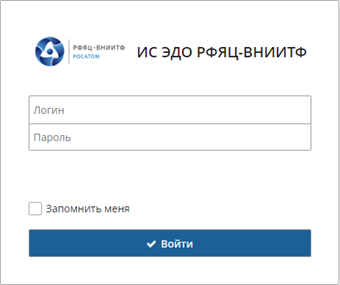 РФЯЦ-ВНИИТФ
РОСАТОМ
ИС ЭДО РФЯЦ-ВНИИТФ
Логин
Пароль
Запомнить меня
Войти